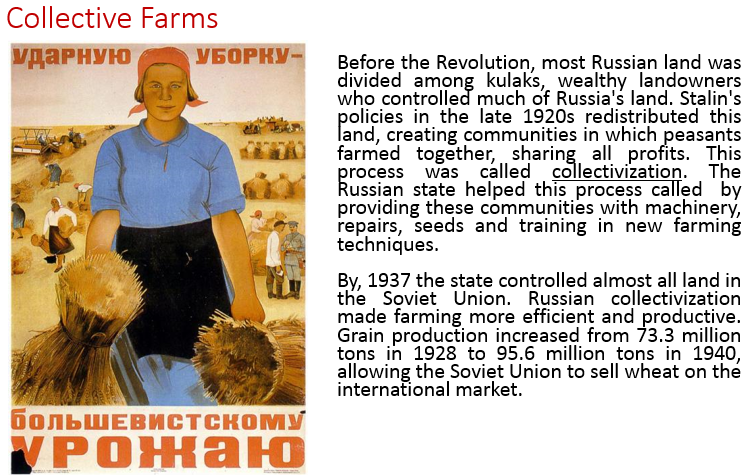 Collective Farms
УДАРНУЮ УБОРКУ-
БОЛЬШЕВИСТСКОМУ
УРОЖАЮ
Before the Revolution, most Russian land was
divided among kulaks, wealthy landowners
who controlled much of Russia's land. Stalin's
policies in the late 1920s redistributed this
land, creating communities in which peasants
farmed together, sharing all profits. This
process was called collectivization. The
Russian state helped this process called by
providing these communities with machinery,
repairs, seeds and training in new farming
techniques.
By, 1937 the state controlled almost all land in
the Soviet Union. Russian collectivization
made farming more efficient and productive.
Grain production increased from 73.3 million
tons in 1928 to 95.6 million tons in 1940,
allowing the Soviet Union to sell wheat on the
international market.